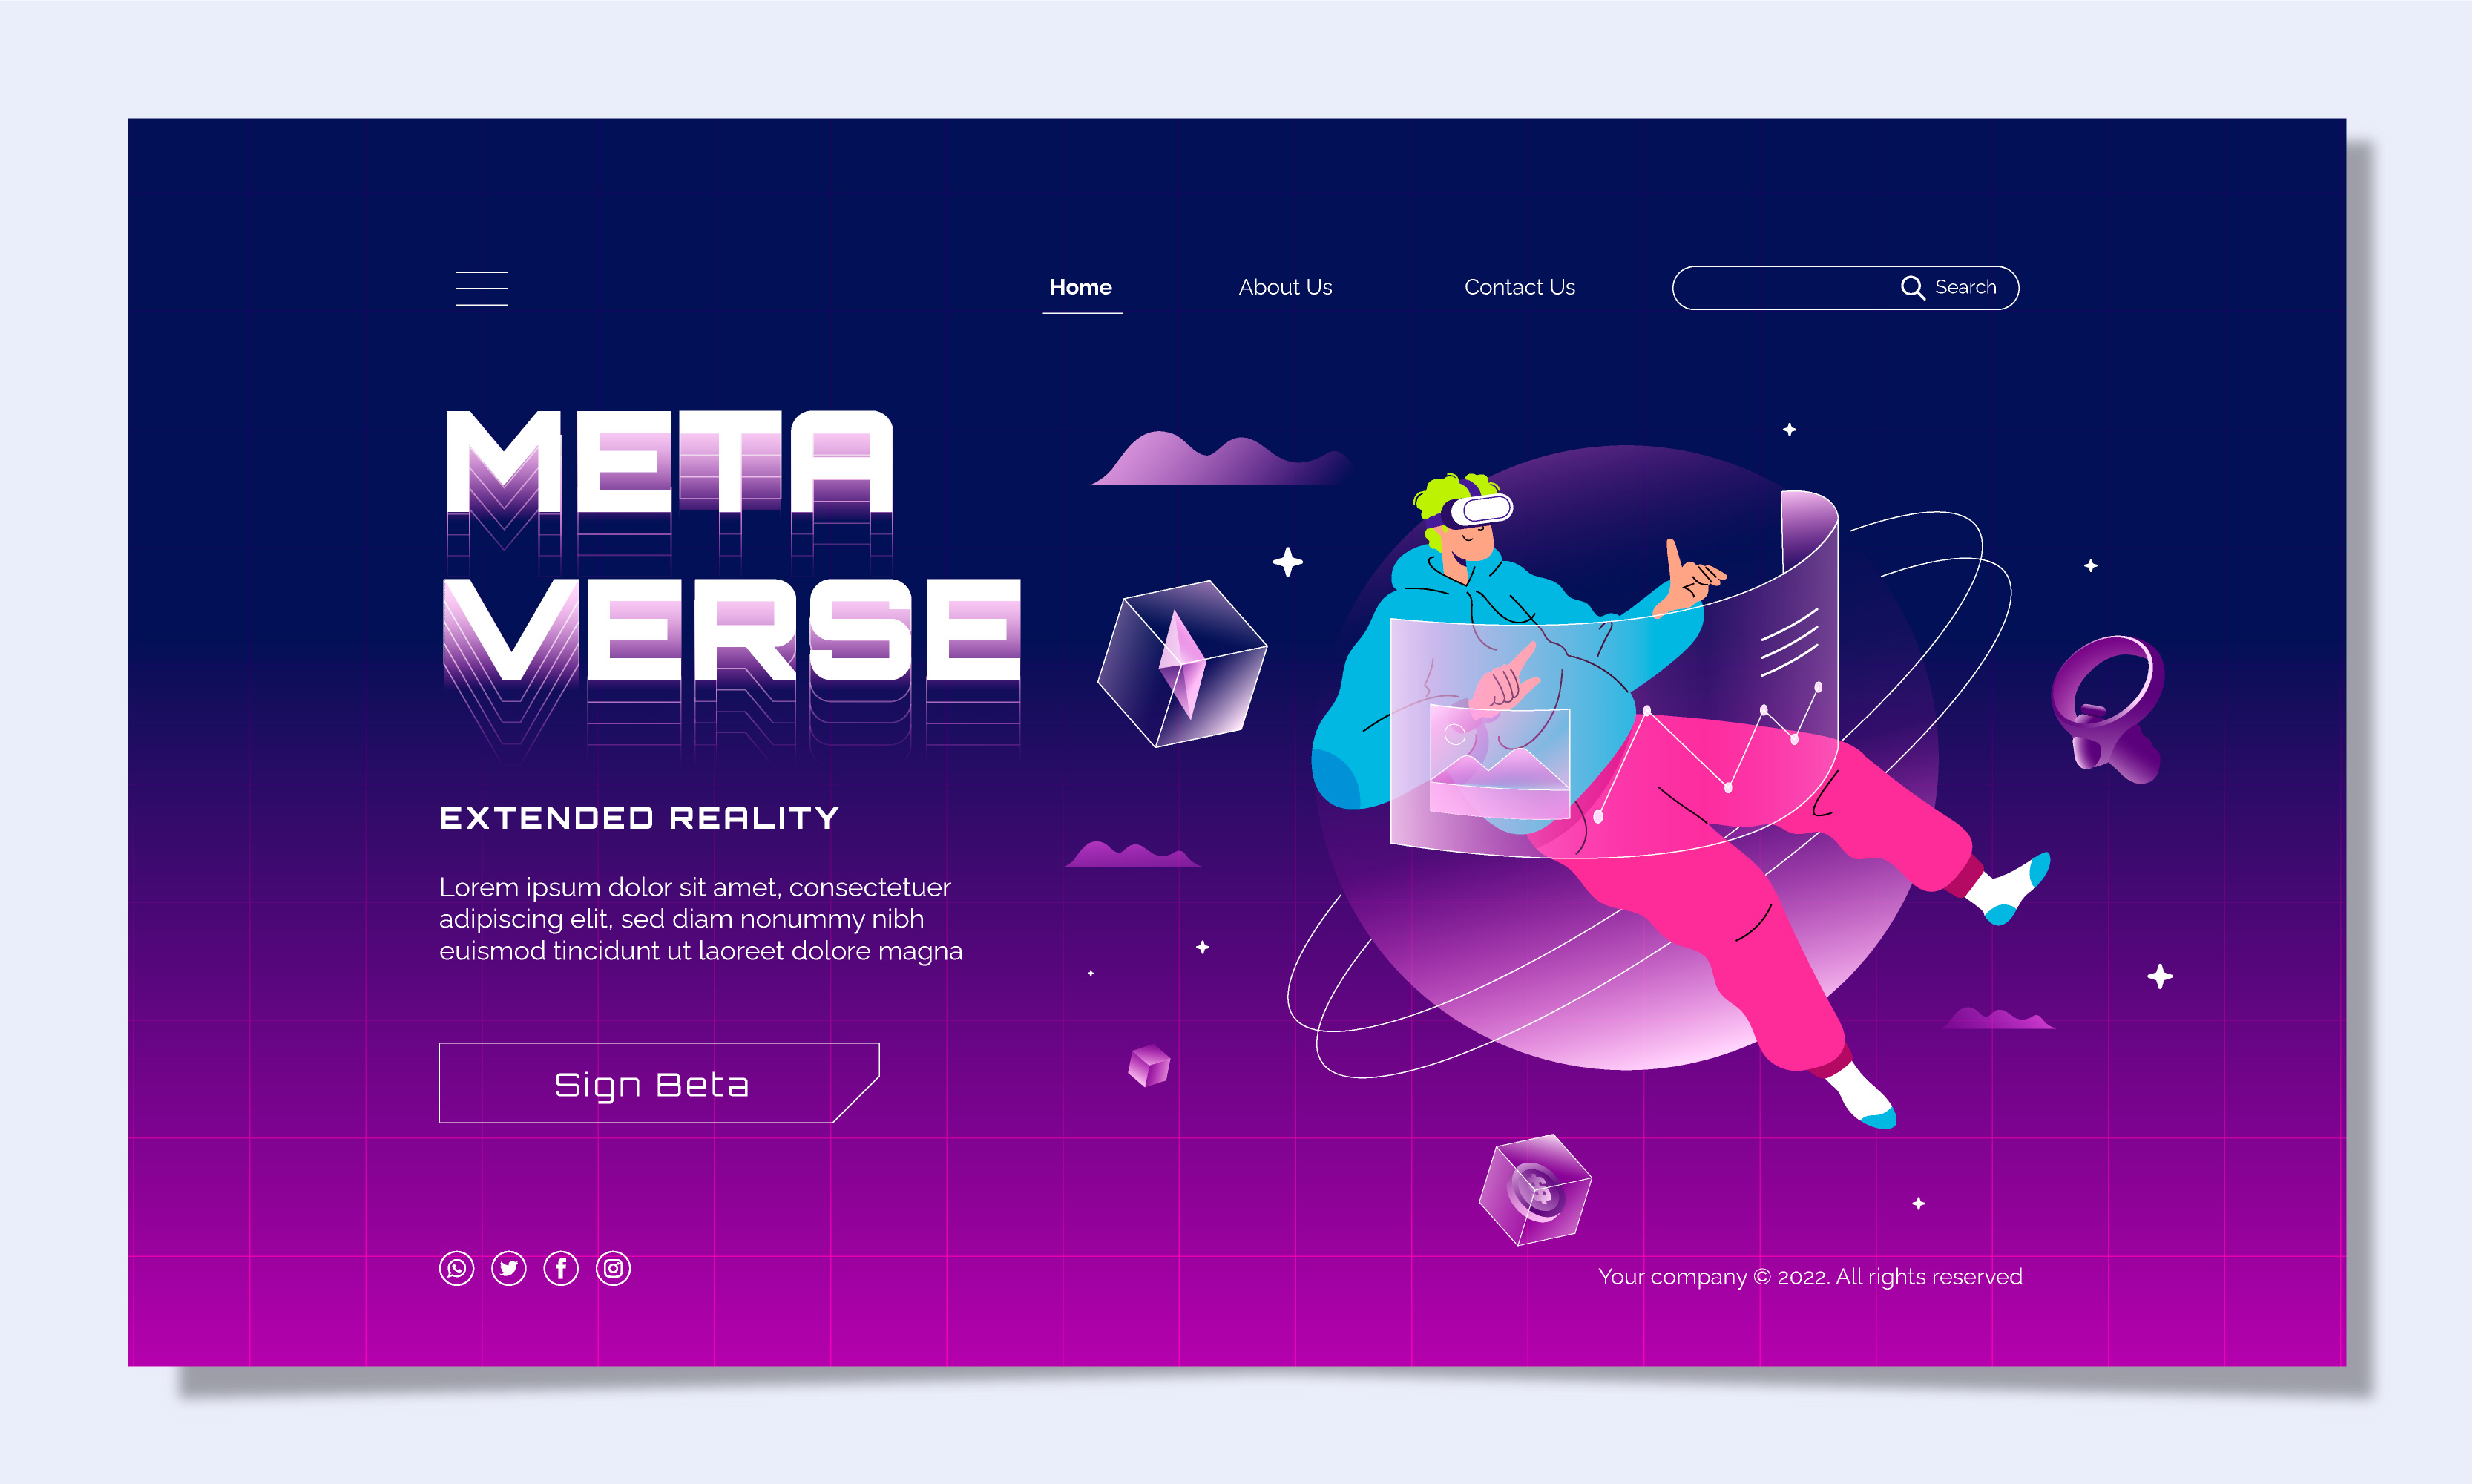 Home
About Us
Contact Us
Search
META
VERSE
EXTENDED REALITY
Lorem ipsum dolor sit amet, consectetuer
adipiscing elit, sed diam nonummy nibh
euismod tincidunt ut laoreet dolore magna
Sign Beta
$
Your company © 2022. All rights reserved